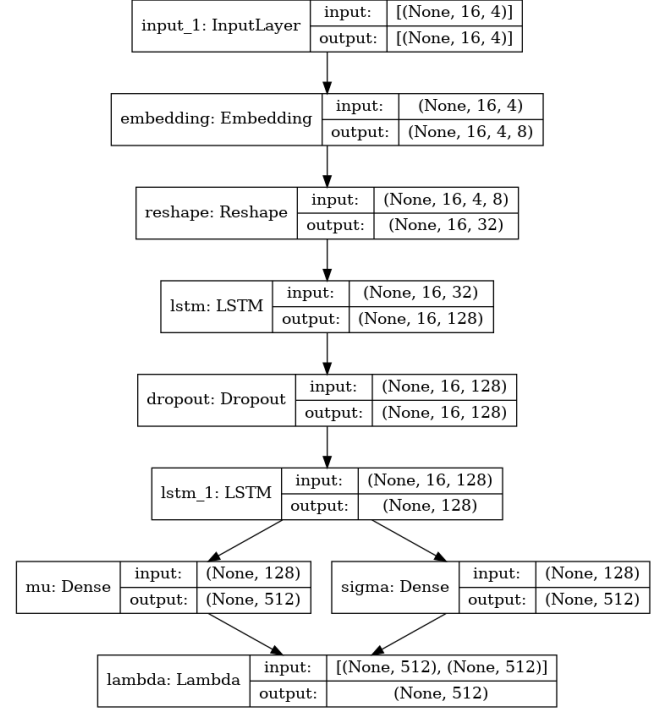 input_1: InputLayer input: [(None, 16, 4)]
output: [(None, 16, 4)]
embedding: Embedding input: (None, 16, 4)
output: (None, 16, 4, 8)
reshape: Reshape input: (None, 16, 4, 8)
output: (None, 16, 32)
lstm: LSTM input: (None, 16, 32)
output: (None, 16, 128)
dropout: Dropout input: (None, 16, 128)
output: (None, 16, 128)
lstm_1: LSTM input: (None, 16, 128)
output: (None, 128)
mu: Dense input: (None, 128)
output: (None, 512)
sigma: Dense input: (None, 128)
output: (None, 512)
lambda: Lambda input: [(None, 512), (None, 512)]
output: (None, 512)